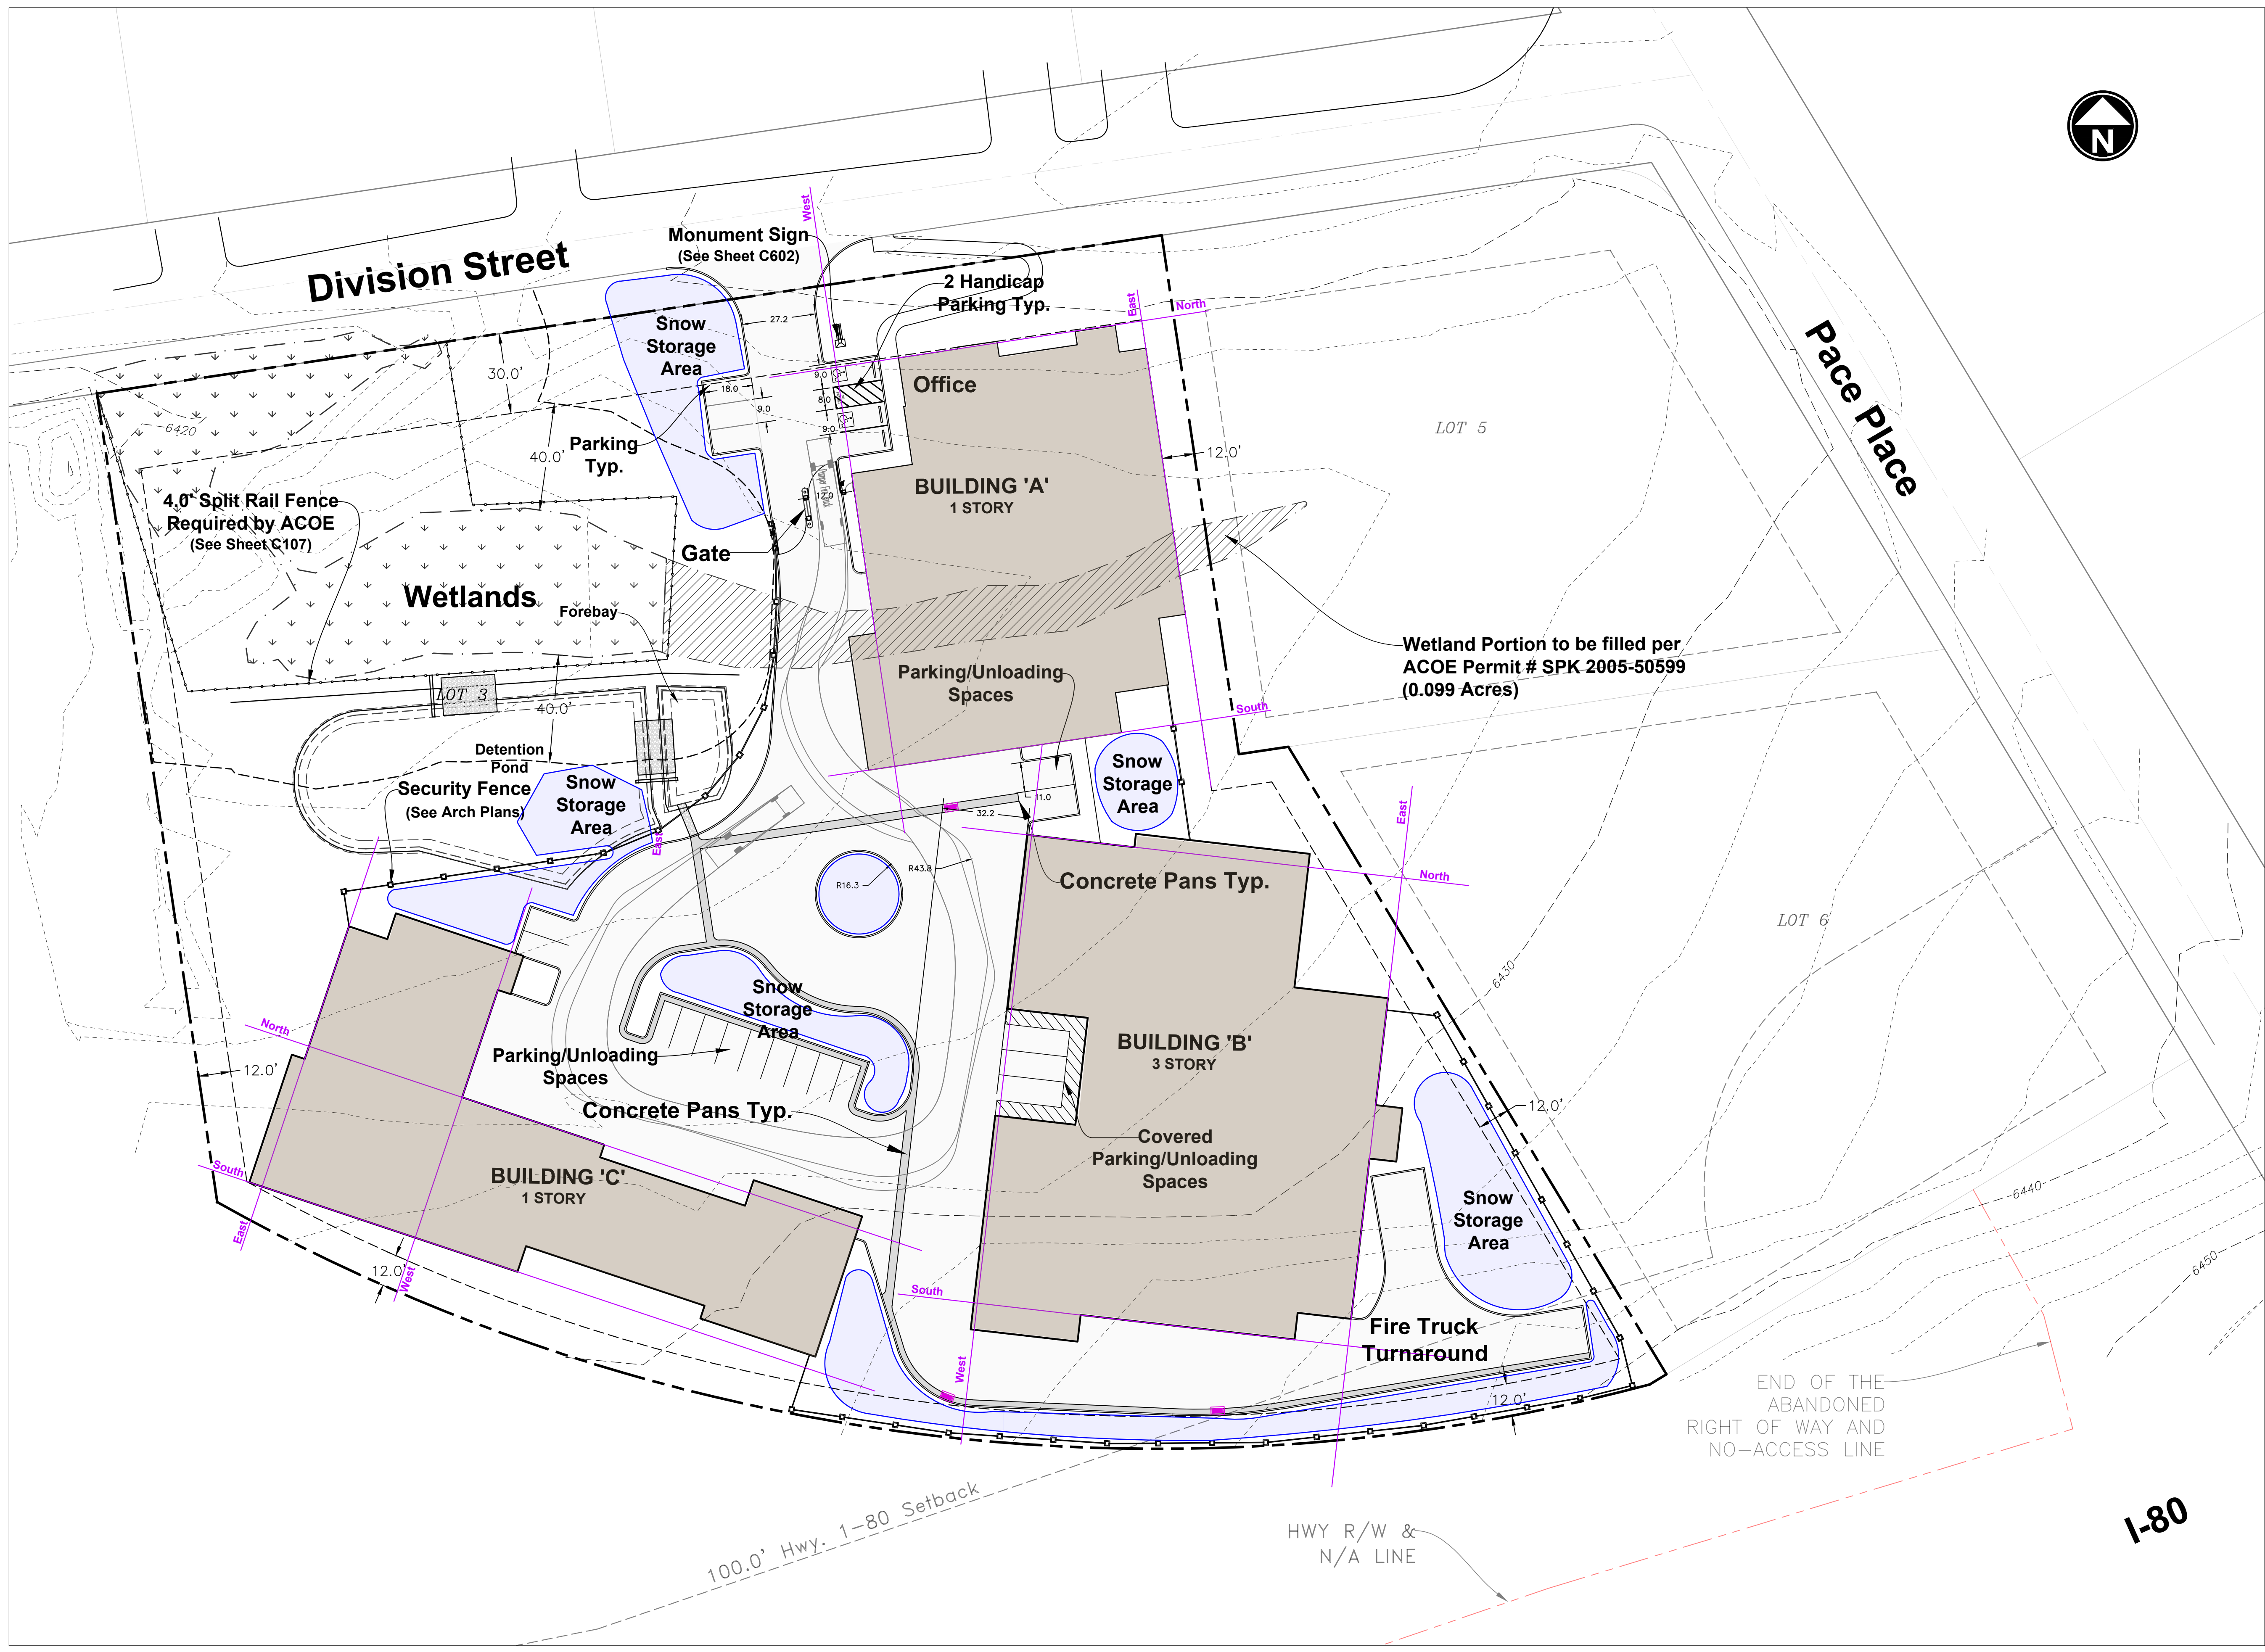 N
Division Street
Monument Sign
(See Sheet C602)
West
2 Handicap
Parking Typ.
East
North
Pace Place
Snow
Storage
Area
27.2
30.0'
6420
18.0
9.0
9.0
8.0
9.0
Office
LOT 5
40.0'
Parking
Typ.
12.0'
4.0' Split Rail Fence
Required by ACOE
(See Sheet C107)
12.0
BUILDING 'A'
1 STORY
Gate
Wetlands
Forebay
Wetland Portion to be filled per
ACOE Permit # SPK 2005-50599
(0.099 Acres)
Parking/Unloading
Spaces
LOT 3
40.0'
South
Detention
Pond
Security Fence
(See Arch Plans)
Snow
Storage
Area
Snow
Storage
Area
11.0
32.2
East
East
R16.3
R43.8
Concrete Pans Typ.
North
LOT 6
6430
Snow
Storage
Area
North
Parking/Unloading
Spaces
BUILDING 'B'
3 STORY
12.0'
Concrete Pans Typ.
12.0'
Covered
Parking/Unloading
Spaces
South
BUILDING 'C'
1 STORY
Snow
Storage
Area
6440
East
12.0'
West
South
6450
Fire Truck
Turnaround
West
12.0'
END OF THE
ABANDONED
RIGHT OF WAY AND
NO-ACCESS LINE
100.0' Hwy. 1-80 Setback
HWY R/W &
N/A LINE
I-80